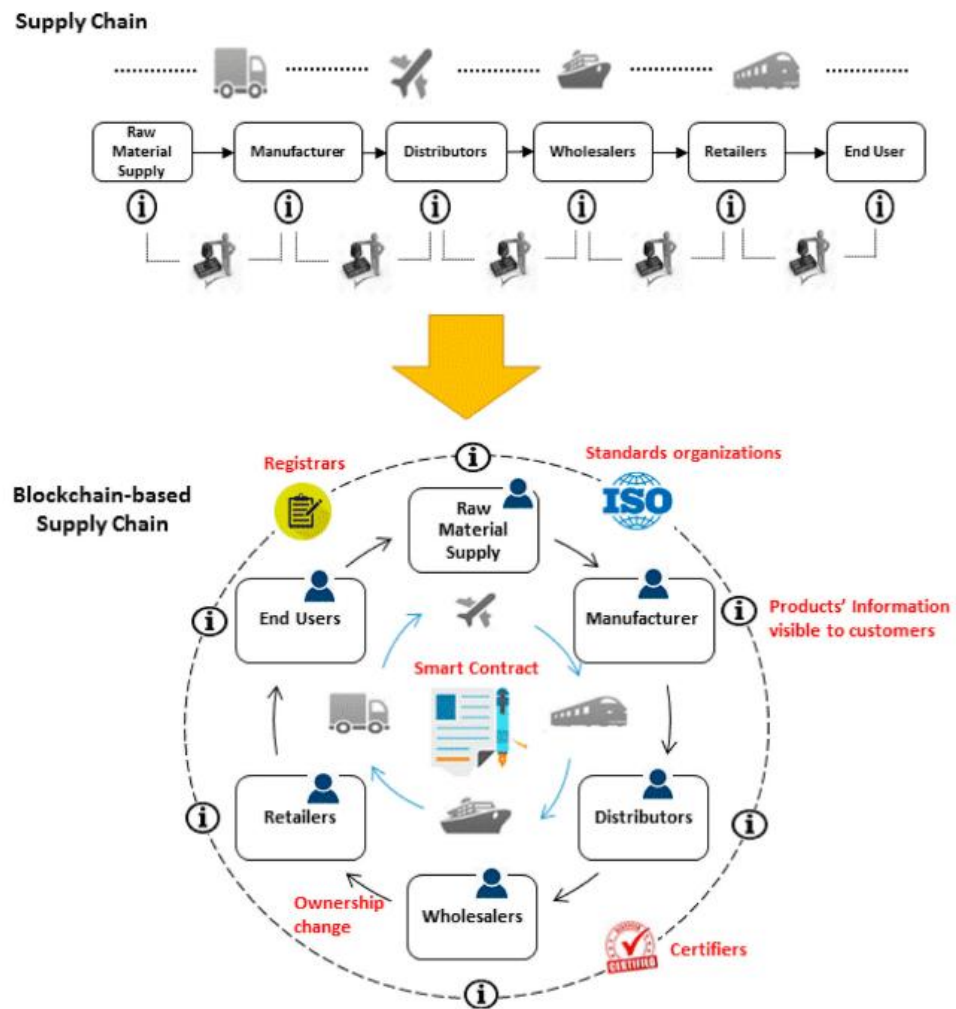 Supply Chain
Raw
Material
Supply
Manufacturer
Distributors
Wholesalers
Retailers
End User
i
i
i
i
i
i
Blockchain-based
Supply Chain
Registrars
i
Standards organizations
ISO
Raw
Material
Supply
i
End Users
Manufacturer
i
Products' Information
visible to customers
Smart Contract
i
Retailers
Distributors
i
Ownership
change
Wholesalers
CERTIFIED
Certifiers
i